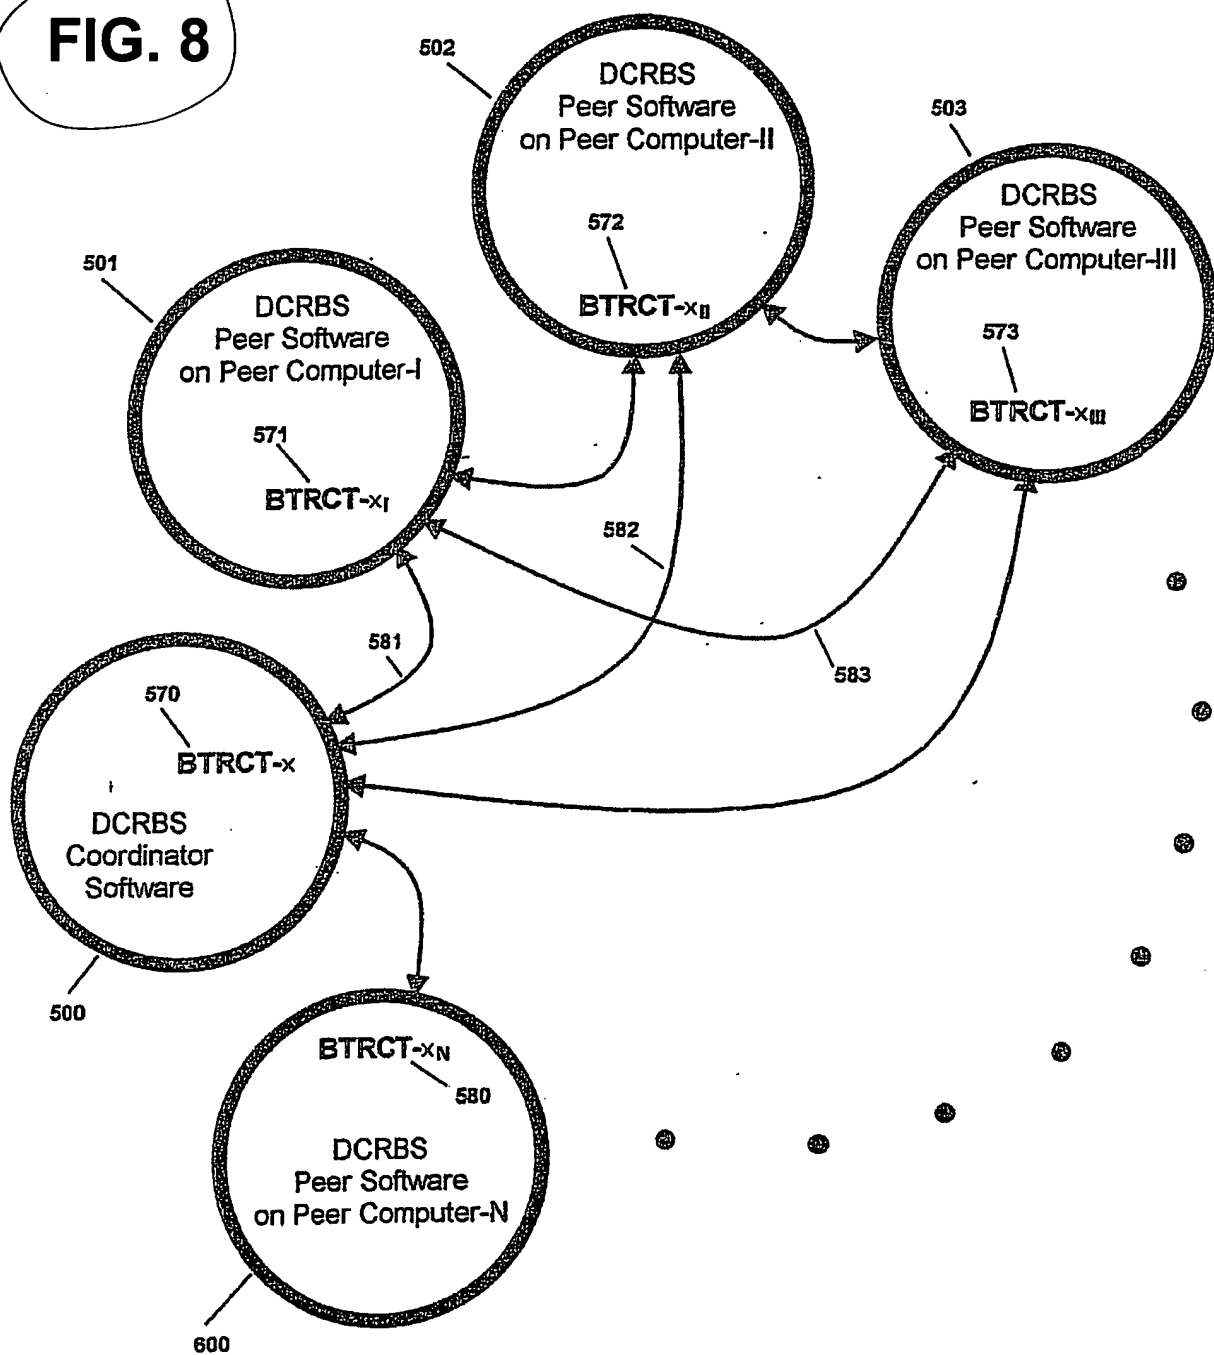 FIG. 8
502
DCRBS
Peer Software
on Peer Computer-II
572
BTRCT-xII
503
DCRBS
Peer Software
on Peer Computer-III
573
BTRCT-xIII
501
DCRBS
Peer Software
on Peer Computer-I
571
BTRCT-xI
582
581
583
570
BTRCT-x
DCRBS
Coordinator
Software
500
BTRCT-xN
580
DCRBS
Peer Software
on Peer Computer-N
600